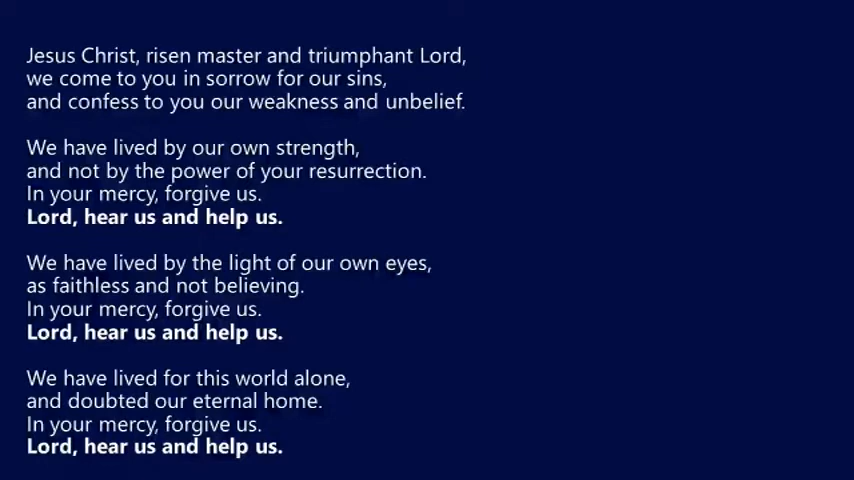 Jesus Christ, risen master and triumphant Lord,
we come to you in sorrow for our sins,
and confess to you our weakness and unbelief.
We have lived by our own strength,
and not by the power of your resurrection.
In your mercy, forgive us.
Lord, hear us and help us.
We have lived by the light of our own eyes,
as faithless and not believing.
In your mercy, forgive us.
Lord, hear us and help us.
We have lived for this world alone,
and doubted our eternal home.
In your mercy, forgive us.
Lord, hear us and help us.